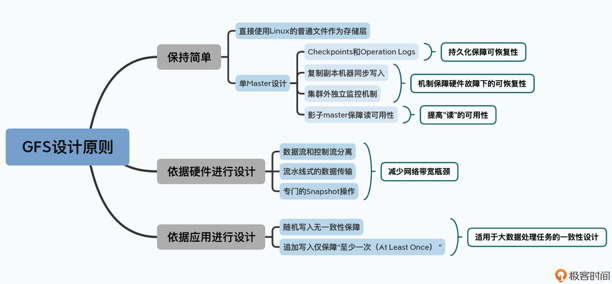 GFS设计原则
保持简单
直接使用Linux的普通文件作为存储层
单Master设计
Checkpoints和Operation Logs
持久化保障可恢复性
复制副本机器同步写入
集群外独立监控机制
机制保障硬件故障下的可恢复性
影子master保障读可用性
提高"读"的可用性
依据硬件进行设计
数据流和控制流分离
流水线式的数据传输
专门的Snapshot操作
减少网络带宽瓶颈
依据应用进行设计
随机写入无一致性保障
追加写入仅保障"至少一次（At Least Once）"
适用于大数据处理任务的一致性设计
极客时间